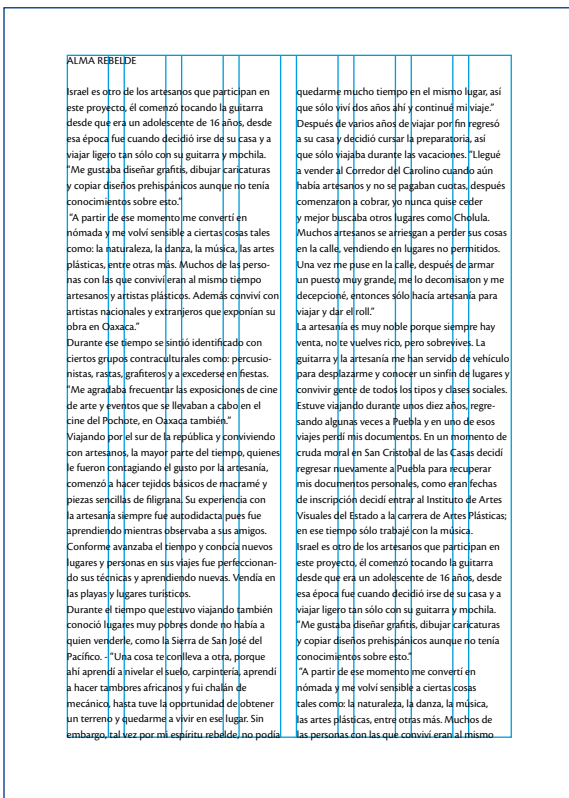 ALMA REBELDE
Israel es otro de los artesanos que participan en
este proyecto, él comenzó tocando la guitarra
desde que era un adolescente de 16 años, desde
esa época fue cuando decidió irse de su casa y a
viajar ligero tan sólo con su guitarra y mochila.
"Me gustaba diseñar grafitis, dibujar caricaturas
y copiar diseños prehispánicos aunque no tenía
conocimientos sobre esto."
"A partir de ese momento me convertí en
nómada y me volví sensible a ciertas cosas tales
como: la naturaleza, la danza, la música, las artes
plásticas, entre otras más. Muchos de las perso-
nas con las que conviví eran al mismo tiempo
artesanos y artistas plásticos. Además conviví con
artistas nacionales y extranjeros que exponían su
obra en Oaxaca."
Durante ese tiempo se sintió identificado con
ciertos grupos contraculturales como: percusio-
nistas, rastas, grafiteros y a excederse en fiestas.
"Me agradaba frecuentar las exposiciones de cine
de arte y eventos que se llevaban a cabo en el
cine del Pochote, en Oaxaca también."
Viajando por el sur de la república y conviviendo
con artesanos, la mayor parte del tiempo, quienes
le fueron contagiando el gusto por la artesanía,
comenzó a hacer tejidos básicos de macramé y
piezas sencillas de filigrana. Su experiencia con
la artesanía siempre fue autodidacta pues fue
aprendiendo mientras observaba a sus amigos.
Conforme avanzaba el tiempo y conocía nuevos
lugares y personas en sus viajes fue perfeccionan-
do sus técnicas y aprendiendo nuevas. Vendía en
las playas y lugares turísticos.
Durante el tiempo que estuvo viajando también
conoció lugares muy pobres donde no había a
quien venderle, como la Sierra de San José del
Pacífico. - "Una cosa te conlleva a otra, porque
ahí aprendí a nivelar el suelo, carpintería, aprendí
a hacer tambores africanos y fui chalán de
mecánico, hasta tuve la oportunidad de obtener
un terreno y quedarme a vivir en ese lugar. Sin
embargo, tal vez por mi espíritu rebelde, no podía
quedarme mucho tiempo en el mismo lugar, así
que sólo viví dos años ahí y continué mi viaje."
Después de varios años de viajar por fin regresó
a su casa y decidió cursar la preparatoria, así
que sólo viajaba durante las vacaciones. "Llegué
a vender al Corredor del Carolino cuando aún
había artesanos y no se pagaban cuotas, después
comenzaron a cobrar, yo nunca quise ceder
y mejor buscaba otros lugares como Cholula.
Muchos artesanos se arriesgan a perder sus cosas
en la calle, vendiendo en lugares no permitidos.
Una vez me puse en la calle, después de armar
un puesto muy grande, me lo decomisaron y me
decepcioné, entonces sólo hacía artesanía para
viajar y dar el roll."
La artesanía es muy noble porque siempre hay
venta, no te vuelves rico, pero sobrevives. La
guitarra y la artesanía me han servido de vehículo
para desplazarme y conocer un sinfín de lugares y
convivir gente de todos los tipos y clases sociales.
Estuve viajando durante unos diez años, regre-
sando algunas veces a Puebla y en uno de esos
viajes perdí mis documentos. En un momento de
cruda moral en San Cristobal de las Casas decidí
regresar nuevamente a Puebla para recuperar
mis documentos personales, como eran fechas
de inscripción decidí entrar al Instituto de Artes
Visuales del Estado a la carrera de Artes Plásticas;
en ese tiempo sólo trabajé con la música.
Israel es otro de los artesanos que participan en
este proyecto, él comenzó tocando la guitarra
desde que era un adolescente de 16 años, desde
esa época fue cuando decidió irse de su casa y a
viajar ligero tan sólo con su guitarra y mochila.
"Me gustaba diseñar grafitis, dibujar caricaturas
y copiar diseños prehispánicos aunque no tenía
conocimientos sobre esto."
"A partir de ese momento me convertí en
nómada y me volví sensible a ciertas cosas
tales como: la naturaleza, la danza, la música,
las artes plásticas, entre otras más. Muchos de
las personas con las que conviví eran al mismo